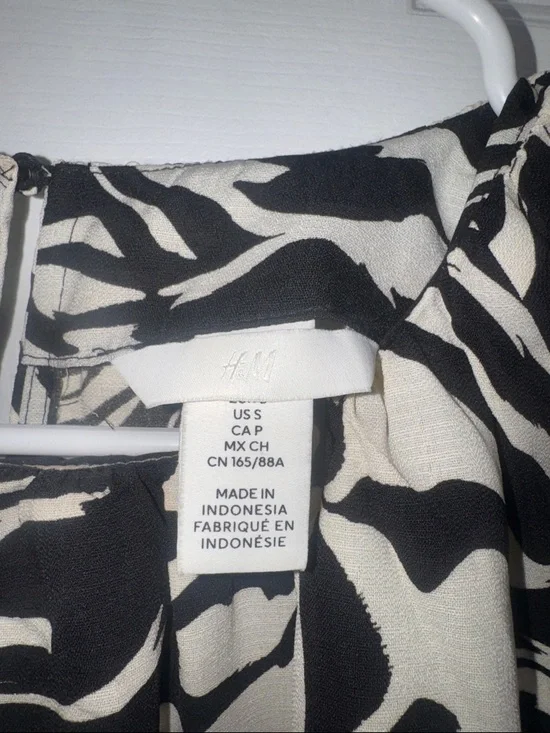 H&M
US S
CA P
MX CH
CN 165/88A
MADE IN
INDONESIA
FABRIQUÉ EN
INDONÉSIE